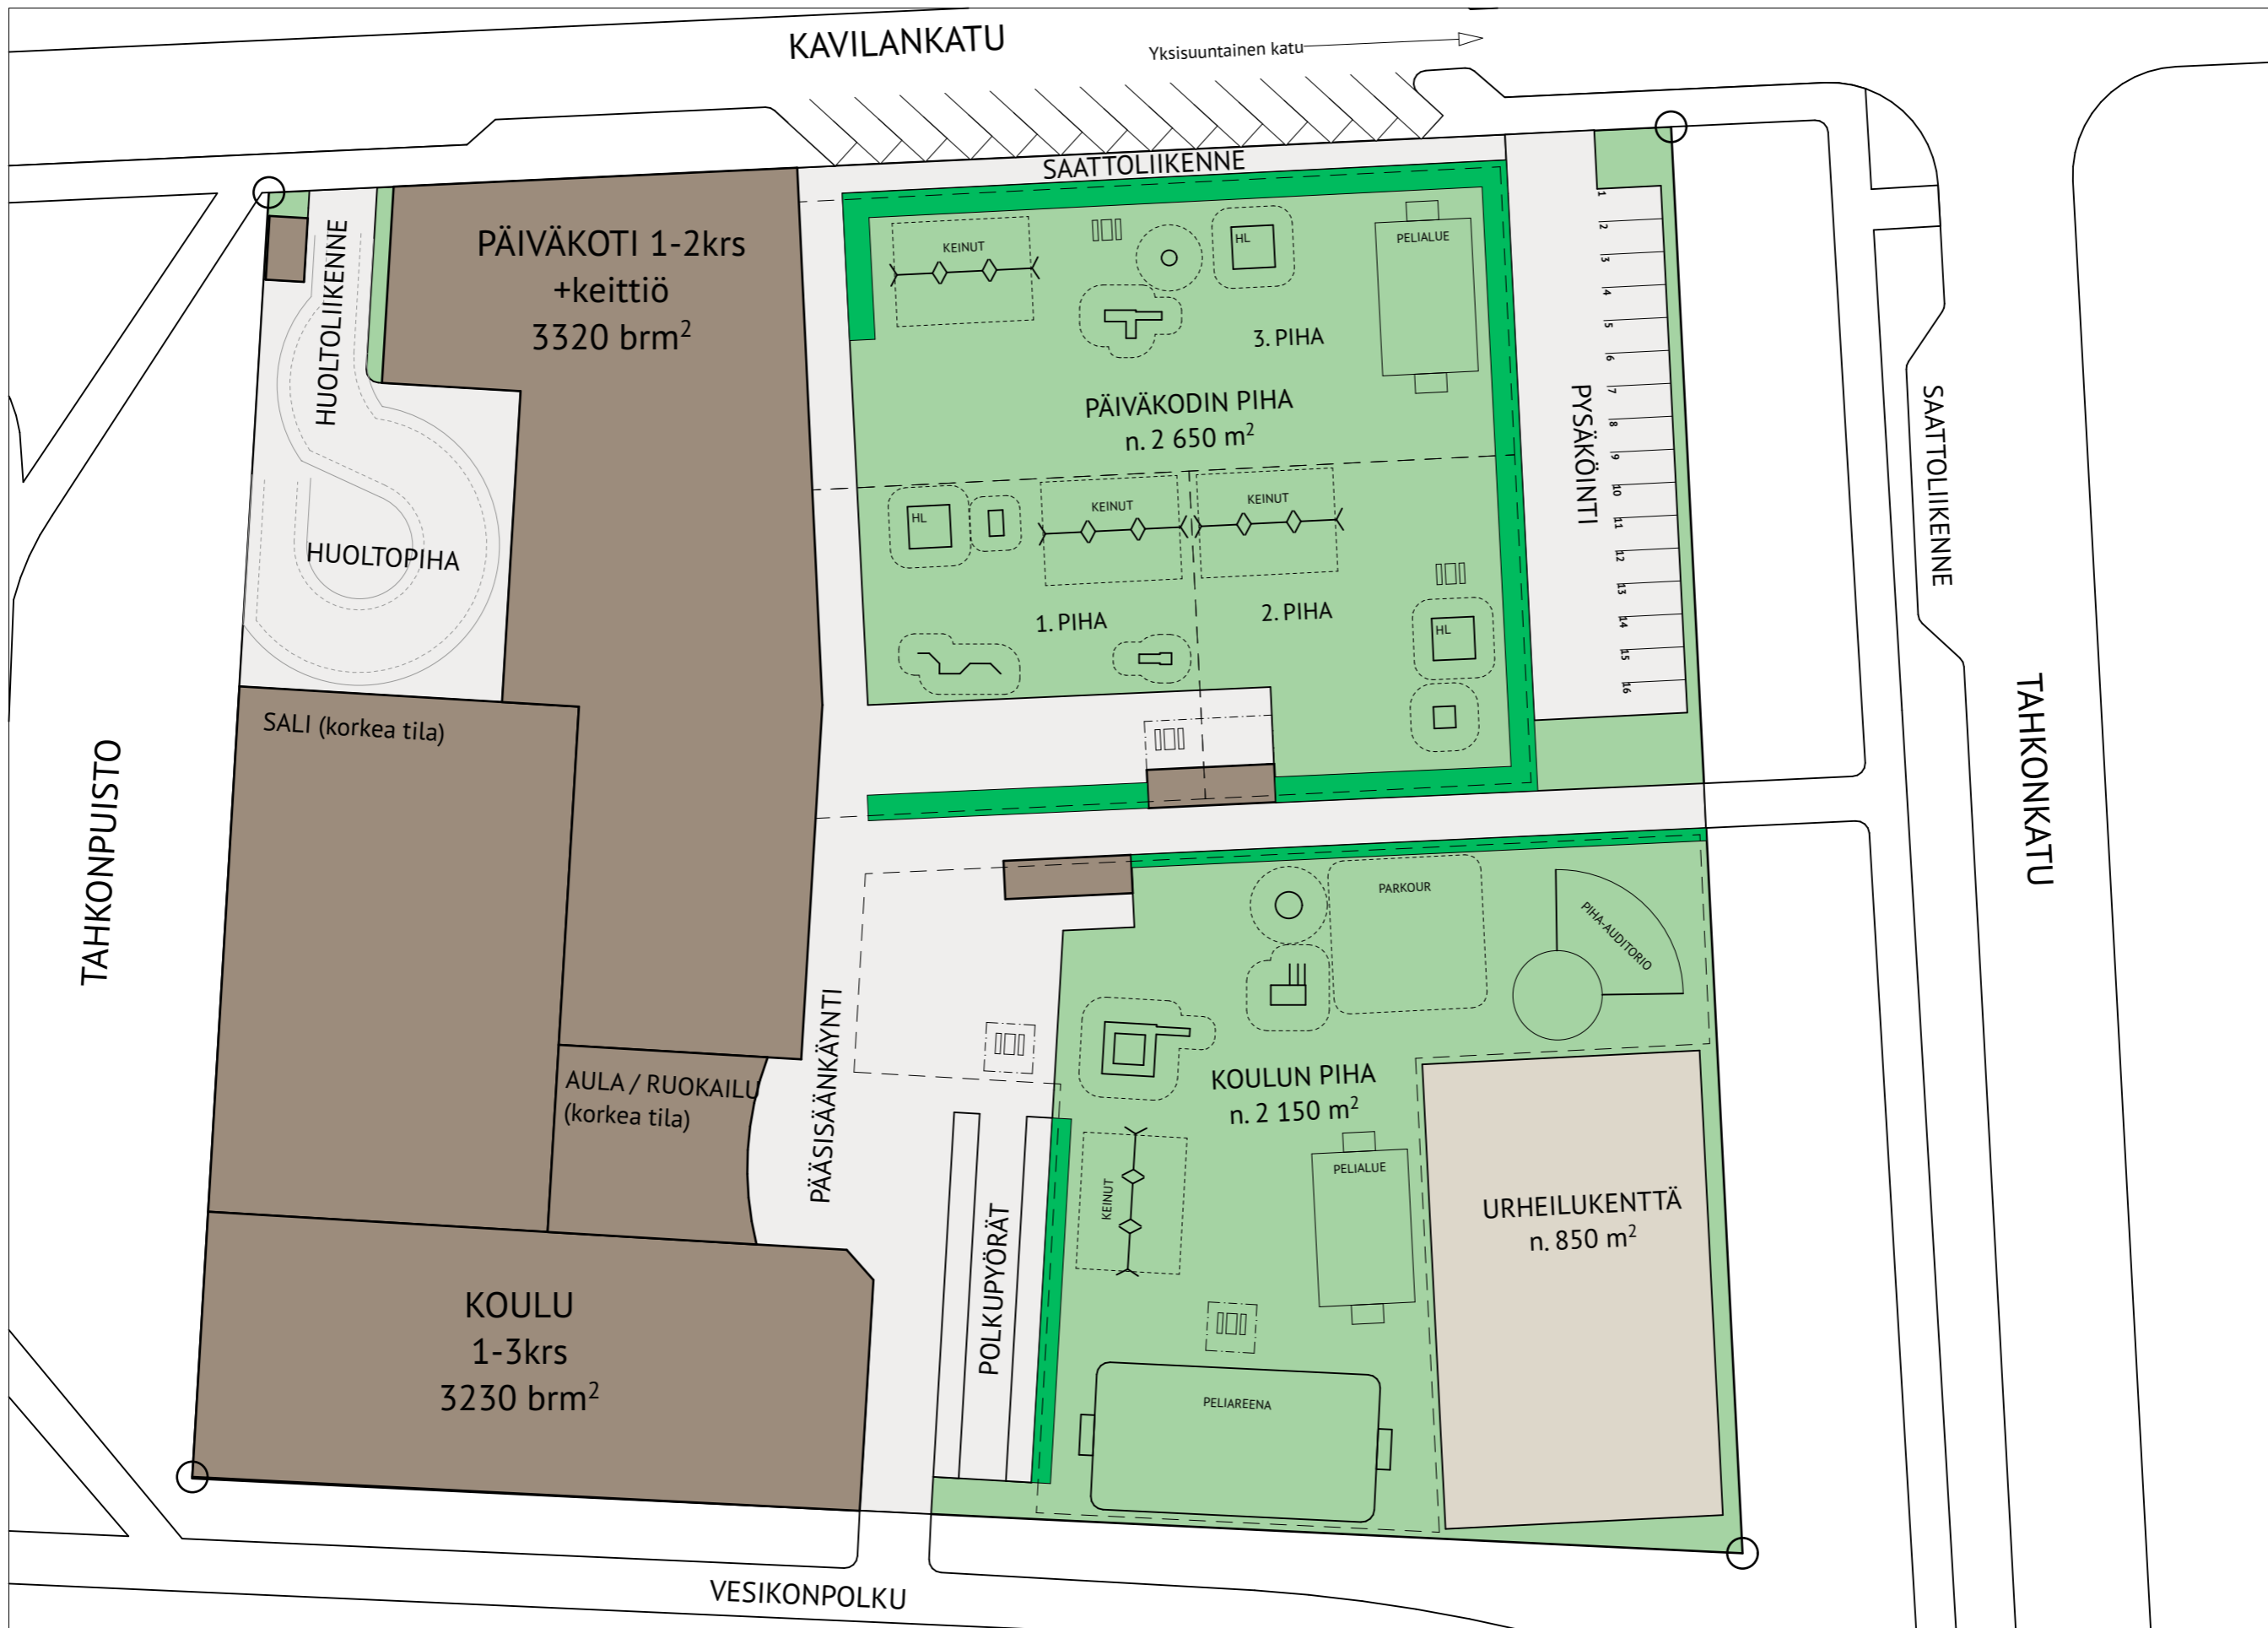 KAVILANKATU
Yksisuuntainen katu
SAATTOLIIKENNE
PÄIVÄKOTI 1-2krs
+keittiö
3320 brm²
HUOLTOLIIKENNE
HUOLTOPIHA
KEINUT
HL
PELIALUE
3. PIHA
PÄIVÄKODIN PIHA
n. 2 650 m²
HL
KEINUT
KEINUT
1. PIHA
2. PIHA
HL
PYSÄKÖINTI
1
2
3
4
5
6
7
8
9
10
11
12
13
14
15
16
SAATTOLIIKENNE
TAHKONKATU
TAHKONPUISTO
SALI (korkea tila)
AULA / RUOKAILU
(korkea tila)
PÄÄSISÄÄNKÄYNTI
POLKUPYÖRÄT
PARKOUR
PIHA-AUDITORIO
KOULUN PIHA
n. 2 150 m²
KEINUT
PELIALUE
URHEILUKENTTÄ
n. 850 m²
PELIAREENA
KOULU
1-3krs
3230 brm²
VESIKONPOLKU